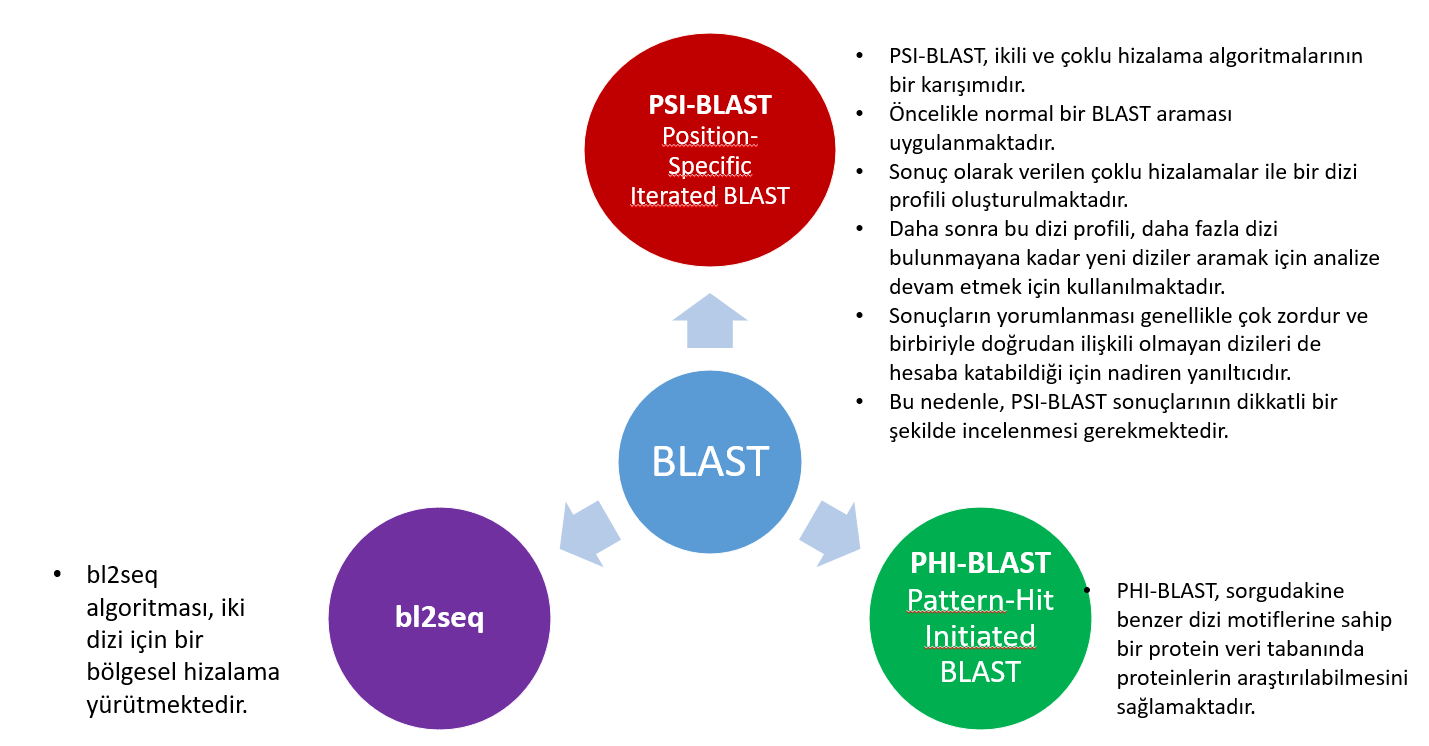 PSI-BLAST
Position-
Specific
Iterated BLAST
• PSI-BLAST, ikili ve çoklu hizalama algoritmalarının
bir karışımıdır.
• Öncelikle normal bir BLAST araması
uygulanmaktadır.
• Sonuç olarak verilen çoklu hizalamalar ile bir dizi
profili oluşturulmaktadır.
• Daha sonra bu dizi profili, daha fazla dizi
bulunmayana kadar yeni diziler aramak için analize
devam etmek için kullanılmaktadır.
• Sonuçların yorumlanması genellikle çok zordur ve
birbiriyle doğrudan ilişkili olmayan dizileri de
hesaba katabildiği için nadiren yanıltıcıdır.
• Bu nedenle, PSI-BLAST sonuçlarının dikkatli bir
şekilde incelenmesi gerekmektedir.
BLAST
• bl2seq
algoritması, iki
dizi için bir
bölgesel hizalama
yürütmektedir.
bl2seq
PHI-BLAST
Pattern-Hit
Initiated
BLAST
• PHI-BLAST, sorgudakine
benzer dizi motiflerine sahip
bir protein veri tabanında
proteinlerin araştırılabilmesini
sağlamaktadır.